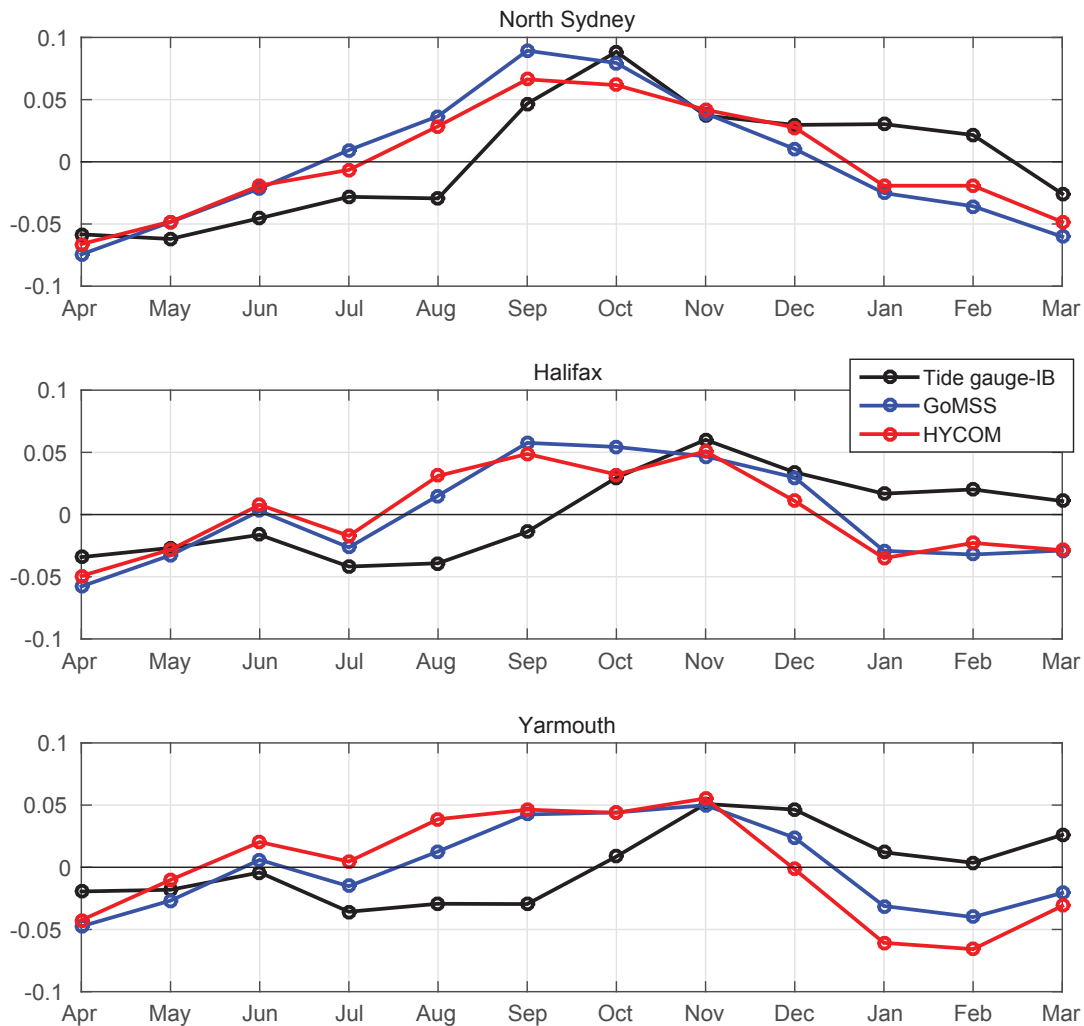 North Sydney
0.1
0.05
0
-0.05
-0.1
Apr May Jun Jul Aug Sep Oct Nov Dec Jan Feb Mar
Halifax
Tide gauge-IB
GoMSS
HYCOM
0.1
0.05
0
-0.05
-0.1
Apr May Jun Jul Aug Sep Oct Nov Dec Jan Feb Mar
Yarmouth
0.1
0.05
0
-0.05
-0.1
Apr May Jun Jul Aug Sep Oct Nov Dec Jan Feb Mar